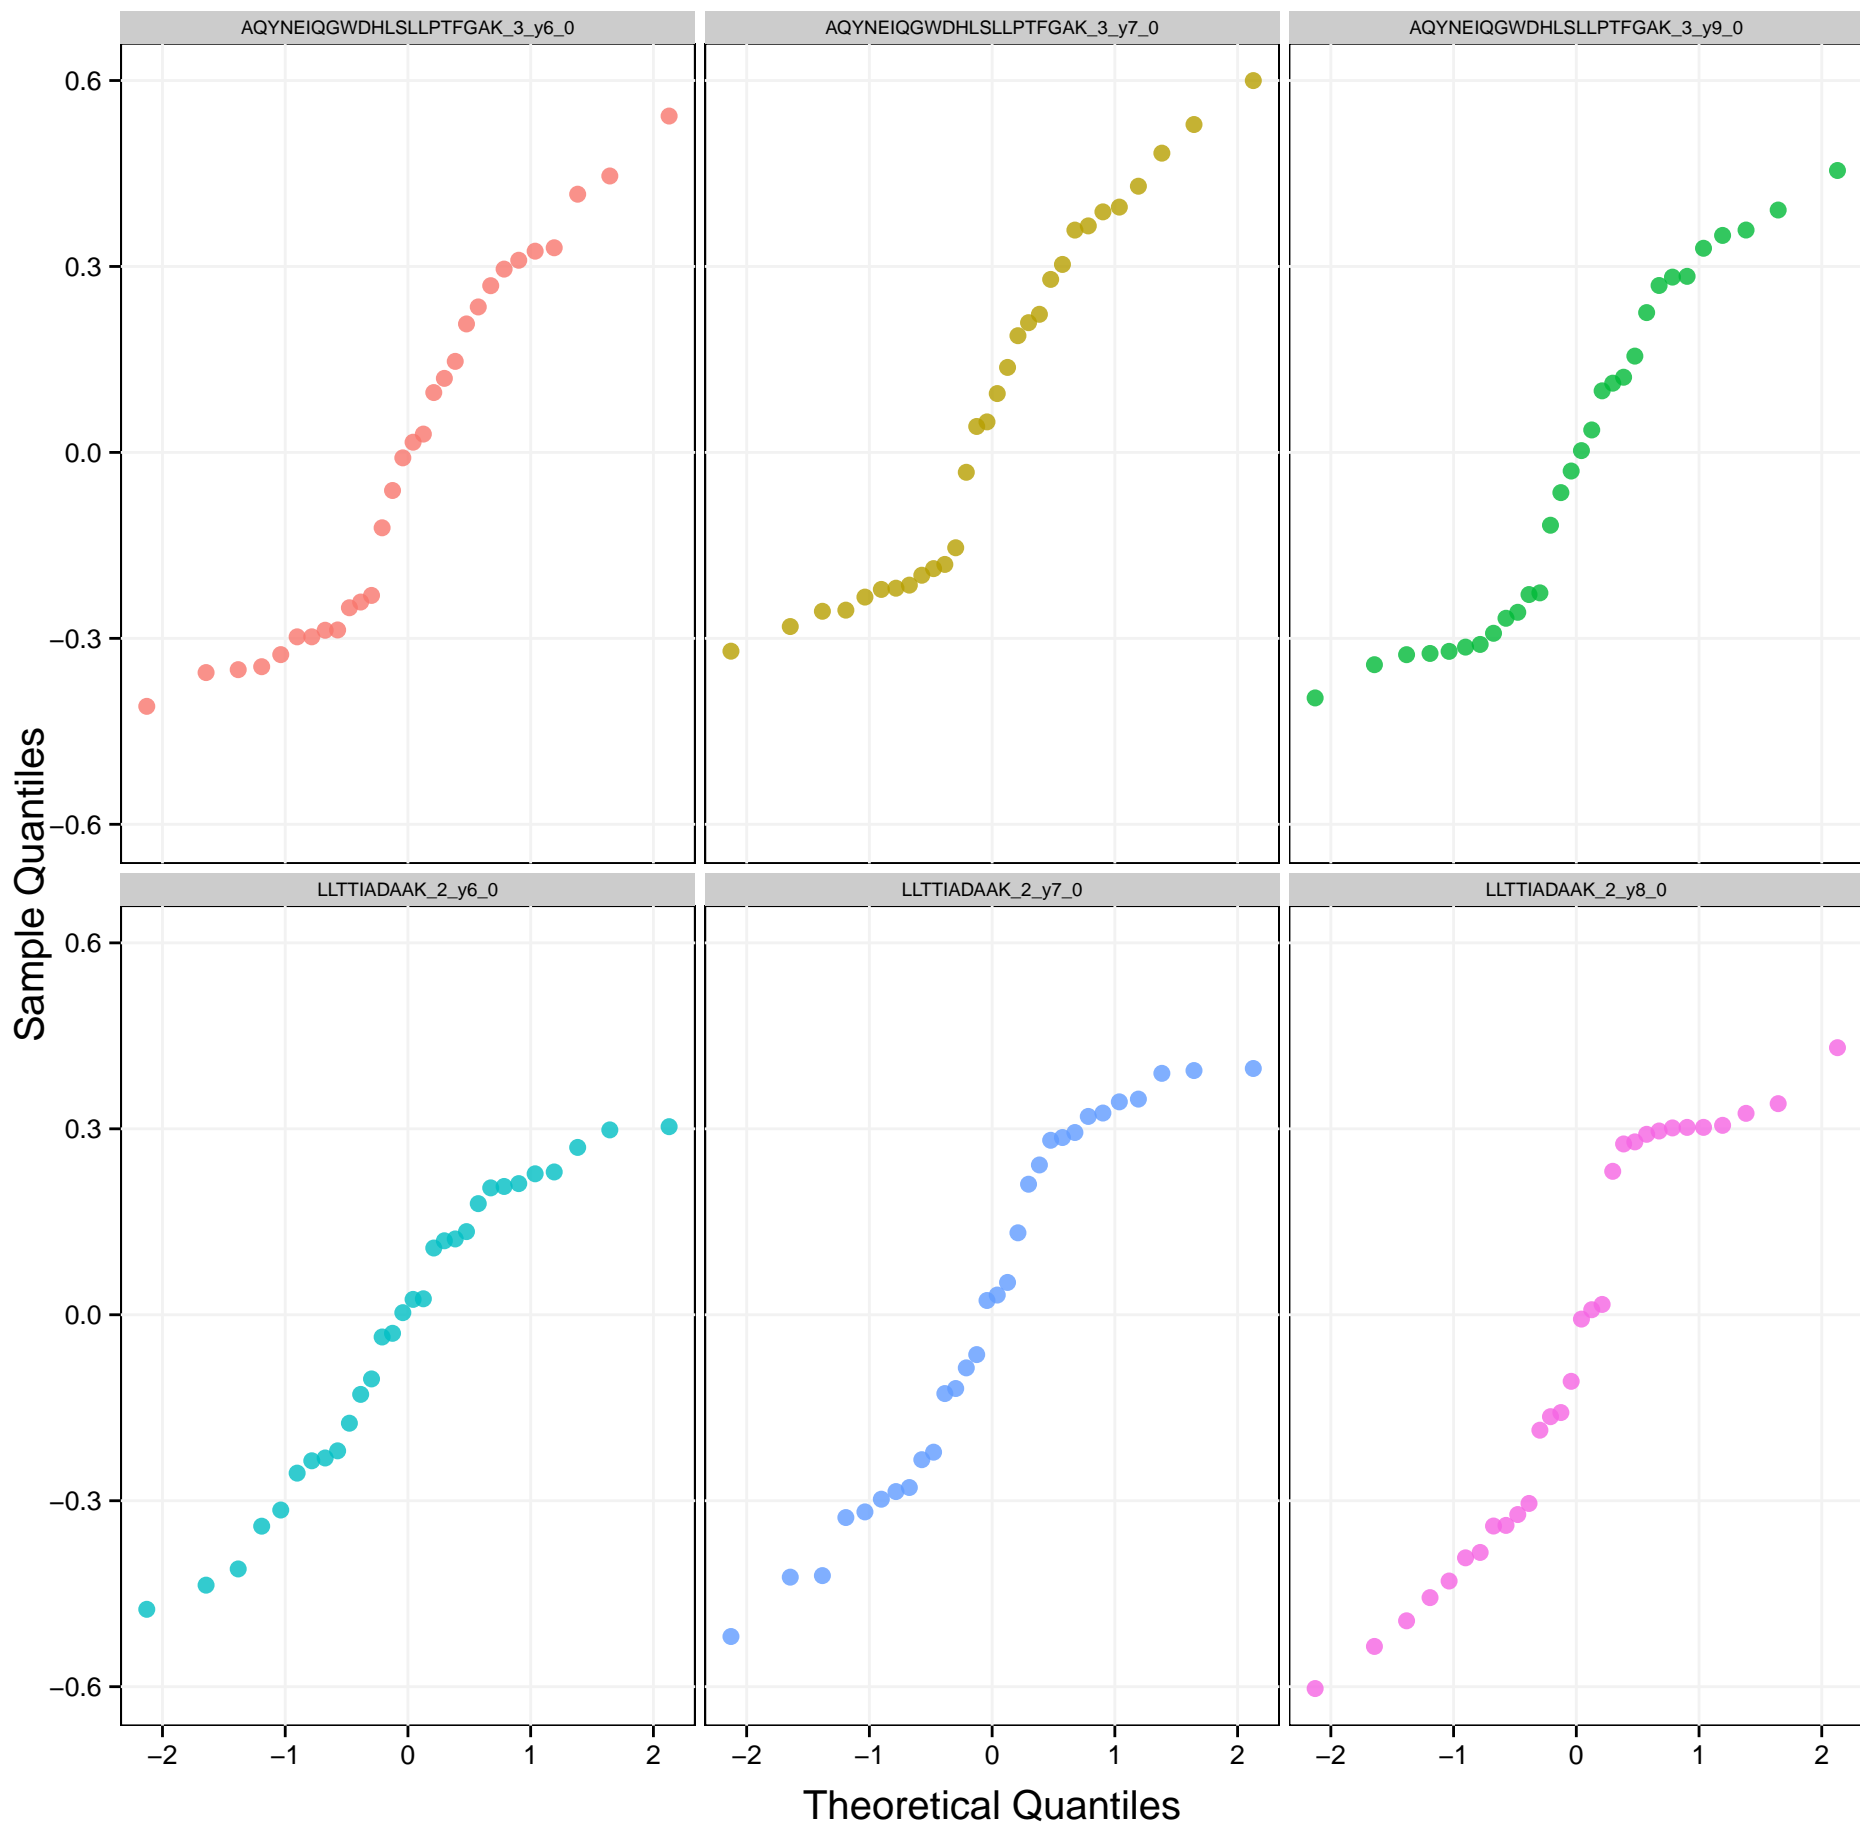 AQYNEIQGWDHLSLLPTFGAK_3_y6_0
AQYNEIQGWDHLSLLPTFGAK_3_y7_0
AQYNEIQGWDHLSLLPTFGAK_3_y9_0
0.6
0.3
0.0
−0.3
−0.6
LLTTIADAAK_2_y6_0
LLTTIADAAK_2_y7_0
LLTTIADAAK_2_y8_0
0.6
0.3
0.0
−0.3
−0.6
−2 −1 0 1 2
−2 −1 0 1 2
−2 −1 0 1 2
Theoretical Quantiles
Sample Quantiles